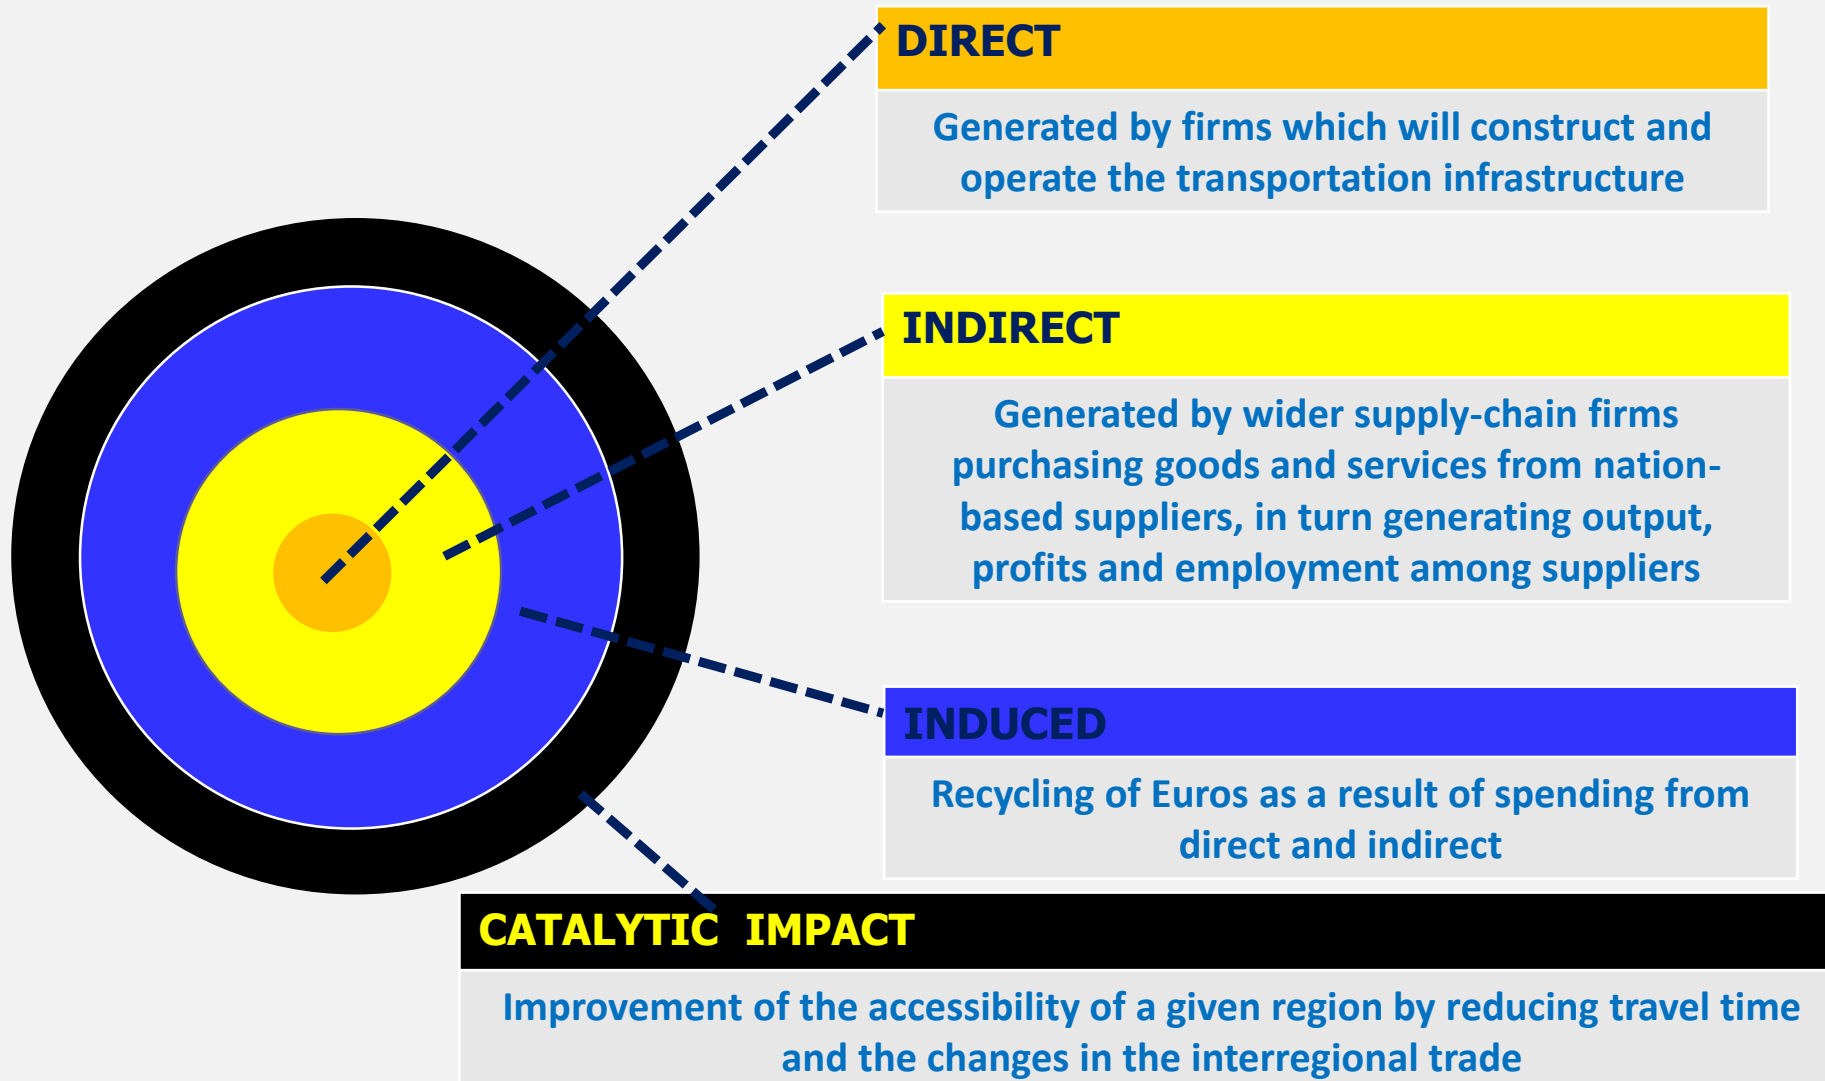 DIRECT
Generated by firms which will construct and
operate the transportation infrastructure
INDIRECT
Generated by wider supply-chain firms
purchasing goods and services from nation-
based suppliers, in turn generating output,
profits and employment among suppliers
INDUCED
Recycling of Euros as a result of spending from
direct and indirect
CATALYTIC IMPACT
Improvement of the accessibility of a given region by reducing travel time
and the changes in the interregional trade